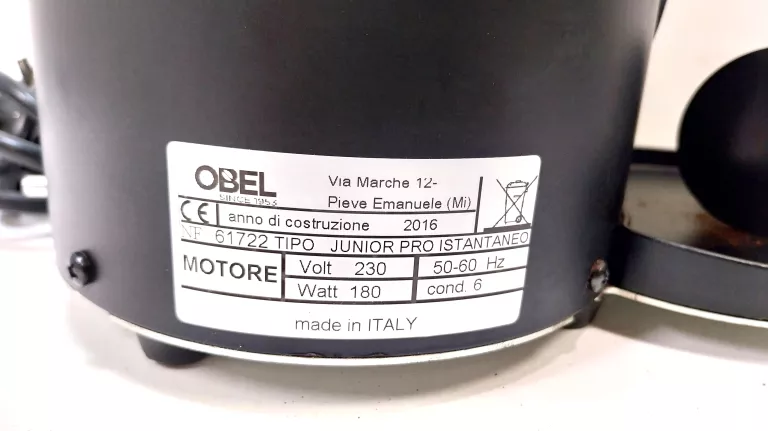 OBEL
SINCE 1953
Via Marche 12-
Pieve Emanuele (Mi)
CE anno di costruzione 2016
NF 61722 TIPO JUNIOR PRO ISTANTANEO
MOTORE
Volt 230 50-60 Hz
Watt 180 cond. 6
made in ITALY